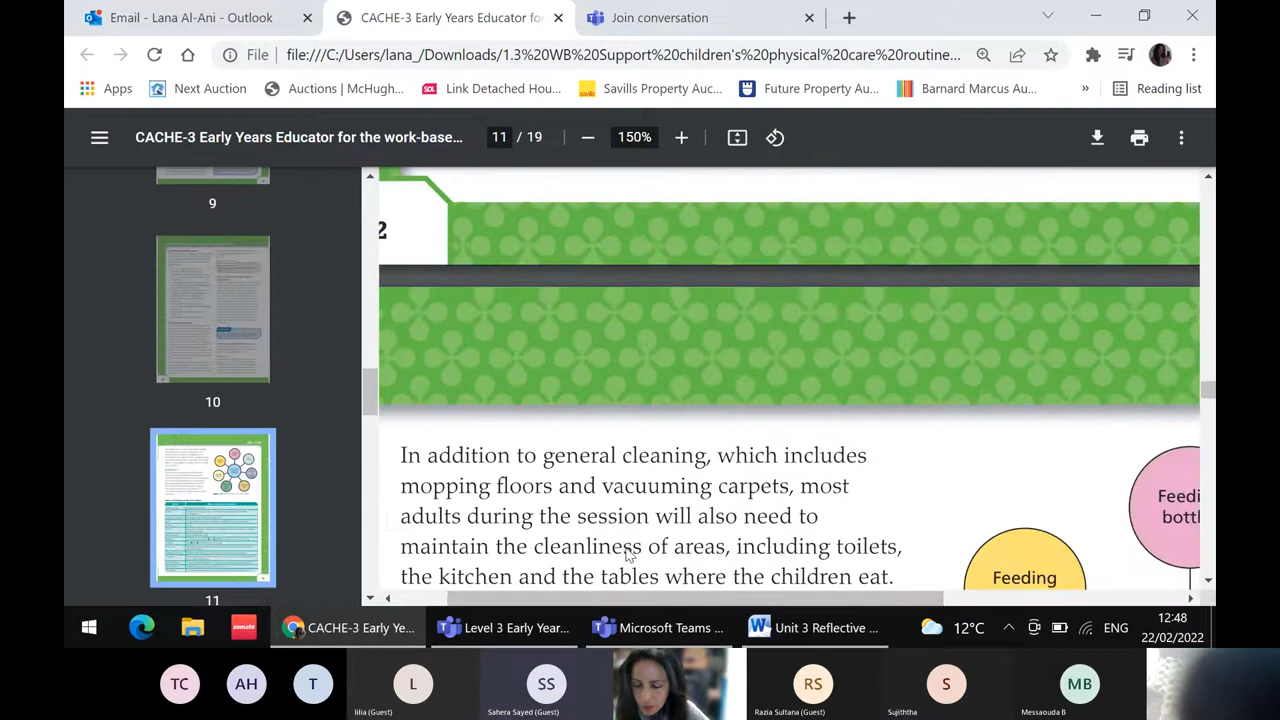 Email - Lana Al-Ani - Outlook
CACHE-3 Early Years Educator fo
Join conversation
File
file:///C:/Users/lana_/Downloads/1.3%20WB%20Support%20children's%20physical%20care%20routine...
Apps
Next Auction
Auctions | McHugh...
SDL
Link Detached Hou...
savills
Savills Property Auc...
Future Property Au...
Barnard Marcus Au...
»
Reading list
CACHE-3 Early Years Educator for the work-base...
11 / 19
150%
9
10
11
2
In addition to general cleaning, which includes
mopping floors and vacuuming carpets, most
adults during the session will also need to
maintain the cleanliness of areas, including toilets,
the kitchen and the tables where the children eat.
Feedi
bottl
Feeding
zomato
CACHE-3 Early Ye...
Level 3 Early Year...
Microsoft Teams ...
Unit 3 Reflective ...
12°C
ENG
12:48
22/02/2022
TC
AH
T
L
lilia (Guest)
SS
Sahera Sayed (Guest)
RS
Razia Sultana (Guest)
S
Sujiththa
MB
Messaouda B